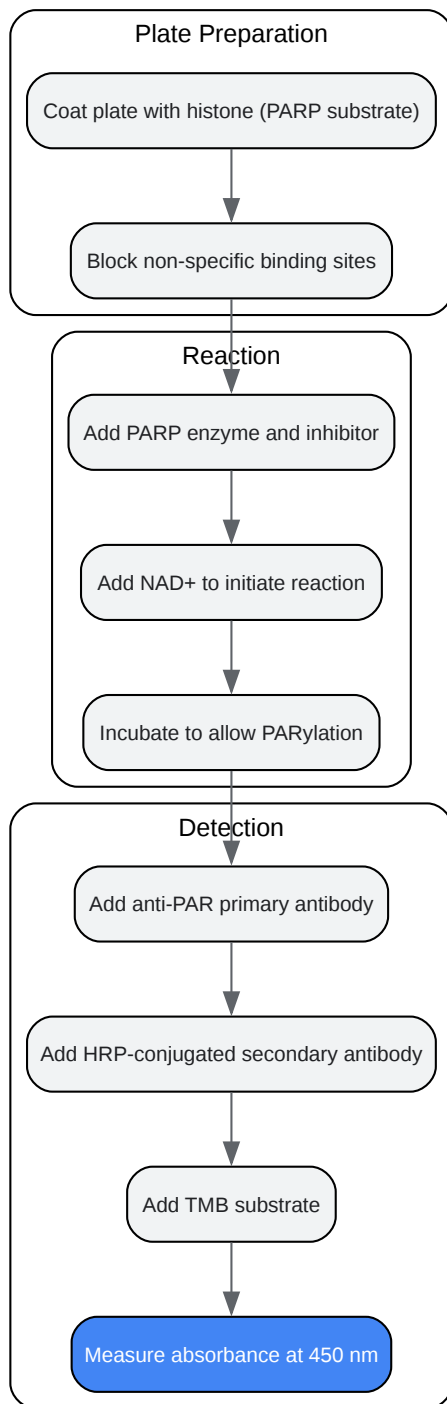 Plate Preparation
Coat plate with histone (PARP substrate)
Block non-specific binding sites
Reaction
Add PARP enzyme and inhibitor
Add NAD+ to initiate reaction
Incubate to allow PARylation
Detection
Add anti-PAR primary antibody
Add HRP-conjugated secondary antibody
Add TMB substrate
Measure absorbance at 450 nm